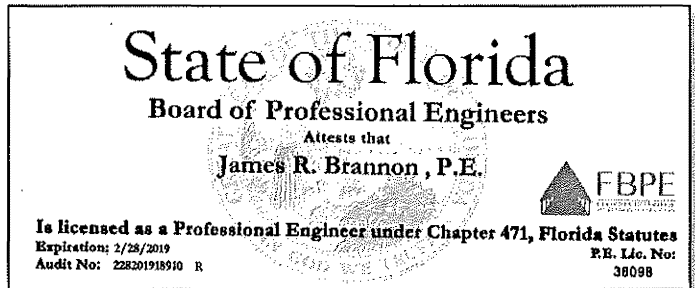 State of Florida
Board of Professional Engineers
Attests that
James R. Brannon , P.E.
FBPE
Is licensed as a Professional Engineer under Chapter 471, Florida Statutes
Expiration: 2/28/2019
P.E. Lic. No:
Audit No: 228201918910 R
38098